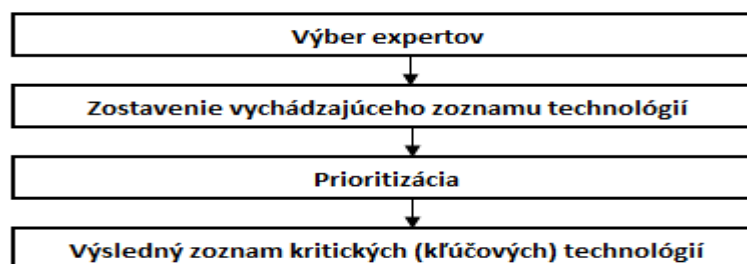 Výber expertov
Zostavenie vychádzajúceho zoznamu technológií
Prioritizácia
Výsledný zoznam kritických (kľúčových) technológií